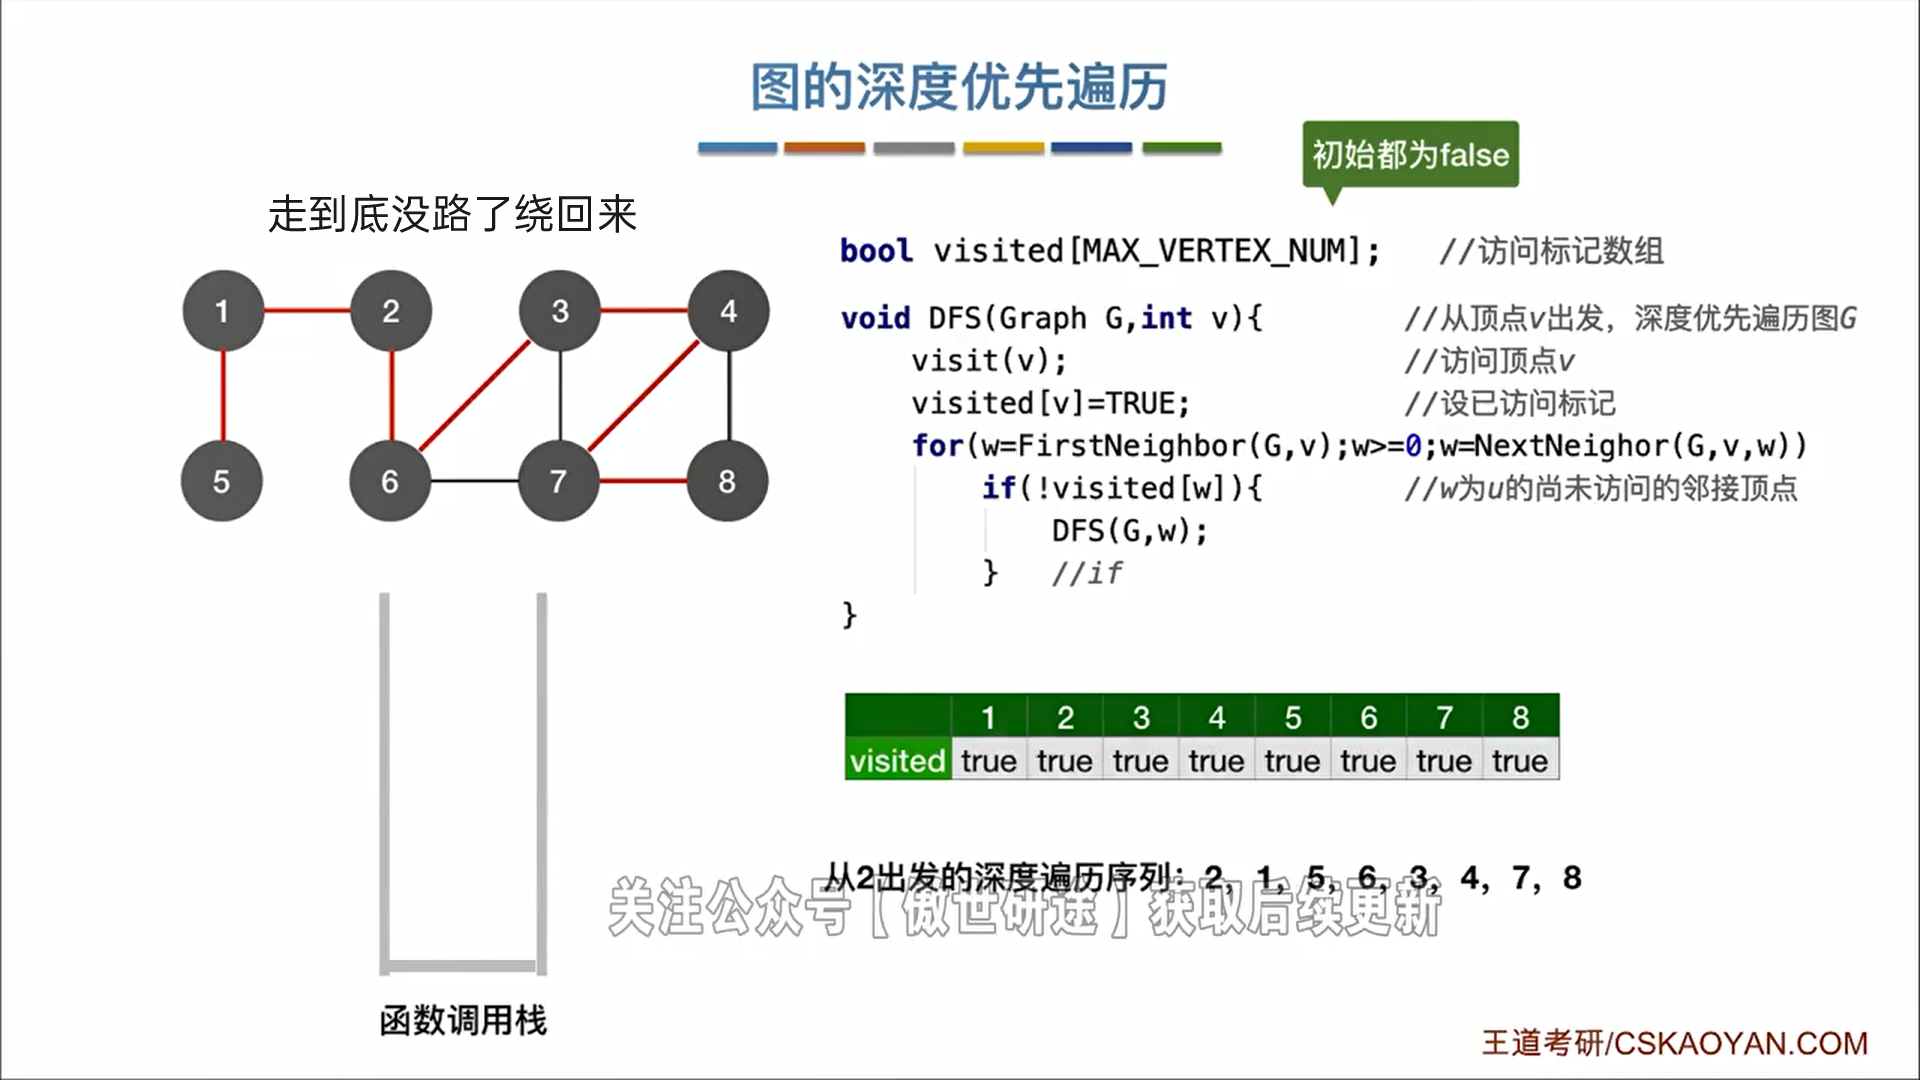 图的深度优先遍历
初始都为false
走到底没路了绕回来
1 2 3 4
5 6 7 8
函数调用栈
bool visited[MAX_VERTEX_NUM]; //访问标记数组
void DFS(Graph G,int v){ //从顶点v出发，深度优先遍历图G
visit(v); //访问顶点v
visited[v]=TRUE; //设已访问标记
for(w=FirstNeighbor(G,v);w>=0;w=NextNeighor(G,v,w))
if(!visited[w]){ //w为u的尚未访问的邻接顶点
DFS(G,w);
} //if
}
1 2 3 4 5 6 7 8
visited true true true true true true true true
从2出发的深度遍历序列：2, 1, 5, 6, 3, 4, 7, 8
关注公众号【傲世研途】获取后续更新
王道考研/CSKAOYAN.COM